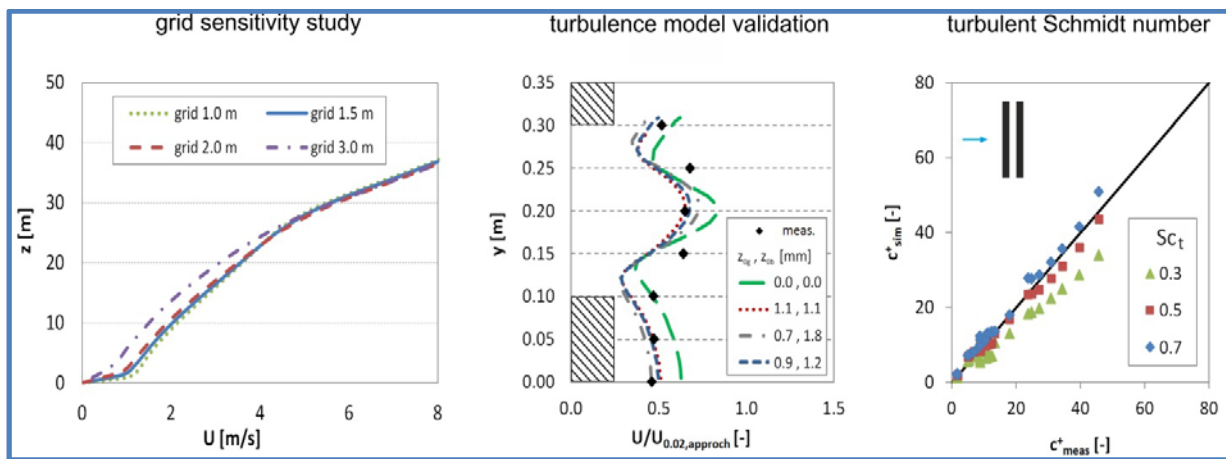 grid sensitivity study
turbulence model validation
turbulent Schmidt number
50
40
30
20
10
0
z [m]
grid 1.0 m
grid 1.5 m
grid 2.0 m
grid 3.0 m
0
2
4
6
8
U [m/s]
0.35
0.30
0.25
0.20
0.15
0.10
0.05
0.00
y [m]
meas.
z0g , z0b [mm]
0.0 , 0.0
1.1 , 1.1
0.7 , 1.8
0.9 , 1.2
0.0
0.5
1.0
1.5
U/U0.02,approch [-]
80
60
40
20
0
c+sim [-]
Sct
0.3
0.5
0.7
0
20
40
60
80
c+meas [-]